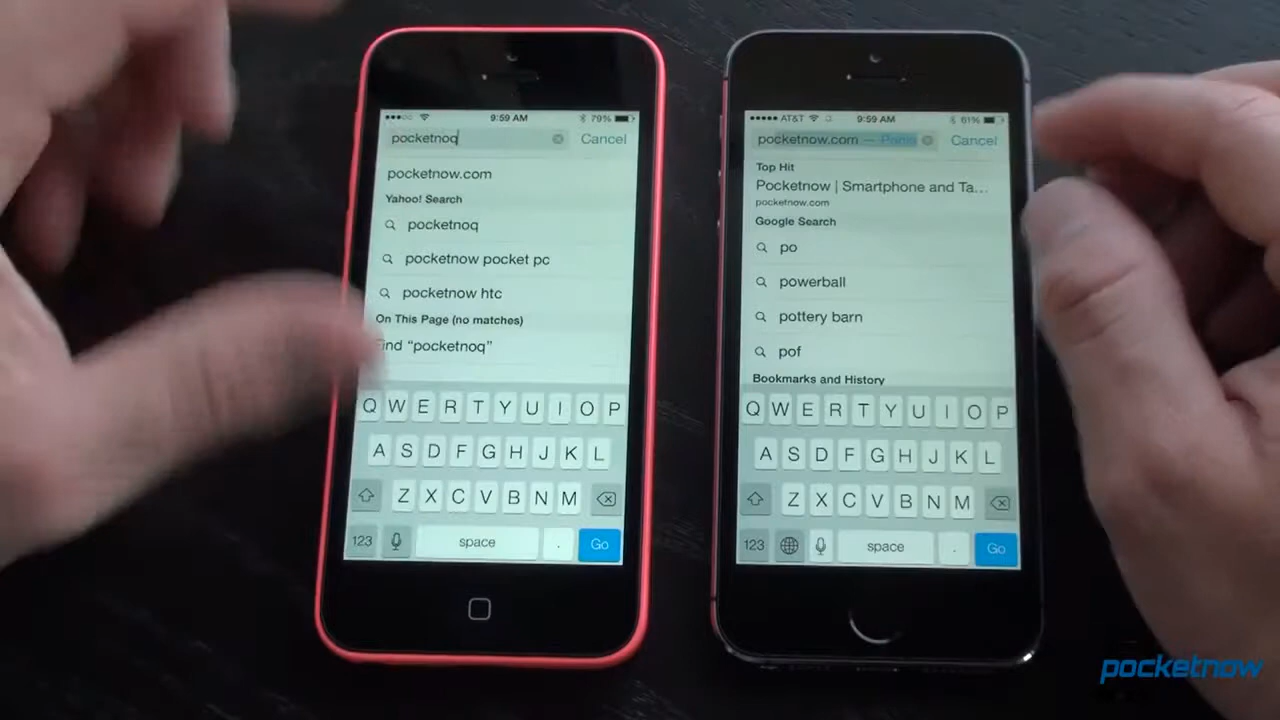 9:59 AM
79%
pocketnoq
Cancel
pocketnow.com
Yahoo! Search
pocketnoq
pocketnow pocket pc
pocketnow htc
On This Page (no matches)
Find “pocketnoq”
Q W E R T Y U I O P
A S D F G H J K L
Z X C V B N M
123
space
.
Go
AT&T
9:59 AM
61%
pocketnow.com —
Cancel
Top Hit
Pocketnow | Smartphone and Ta...
pocketnow.com
Google Search
po
powerball
pottery barn
pof
Bookmarks and History
Q W E R T Y U I O P
A S D F G H J K L
Z X C V B N M
123
space
.
Go
pocketnow